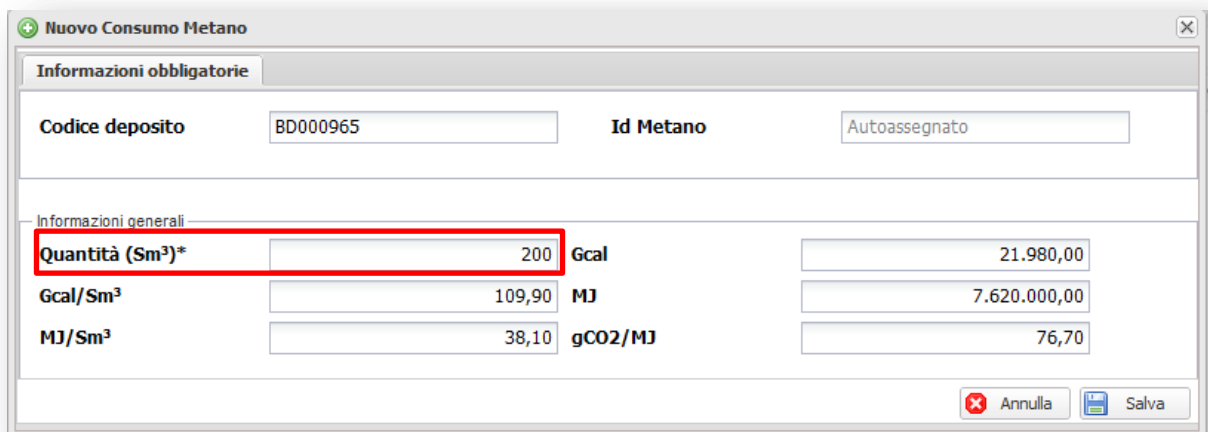 Nuovo Consumo Metano
Informazioni obbligatorie
Codice deposito BD000965 Id Metano Autoassegnato
Informazioni generali
Quantità (Sm³)* 200 Gcal 21.980,00
Gcal/Sm³ 109,90 MJ 7.620.000,00
MJ/Sm³ 38,10 gCO2/MJ 76,70
Annulla Salva